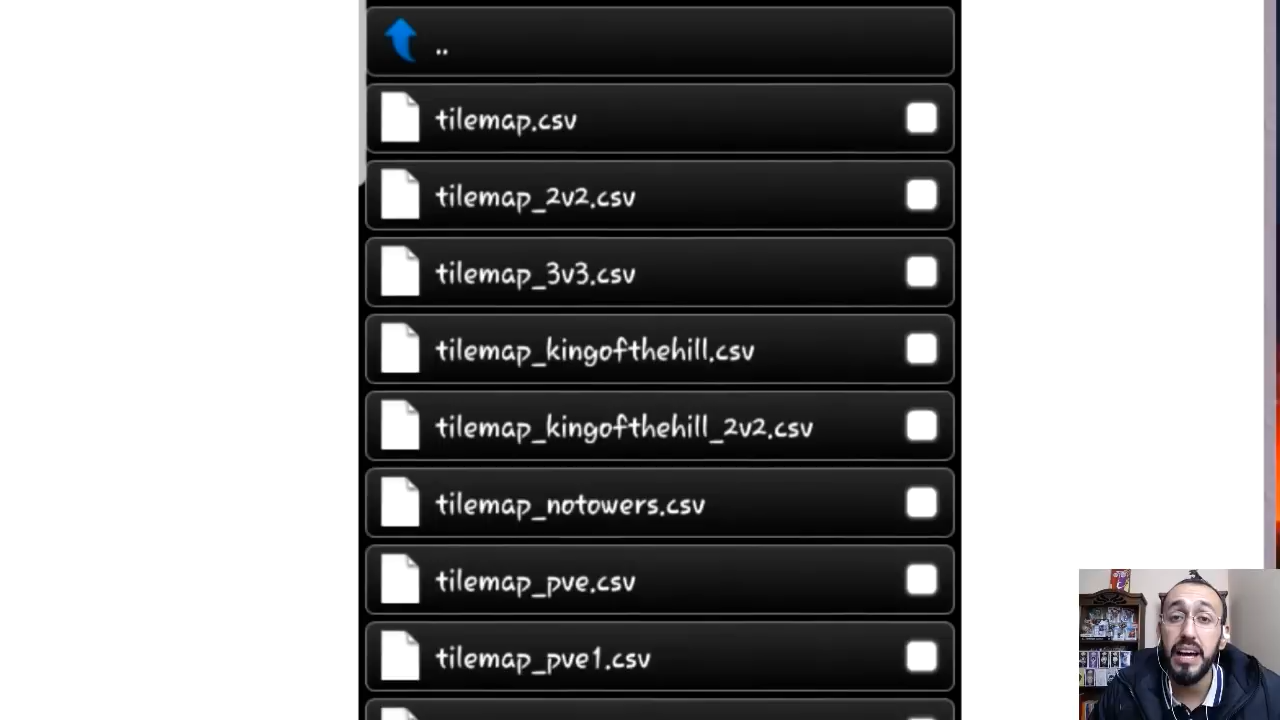 ..
tilemap.csv
tilemap_2v2.csv
tilemap_3v3.csv
tilemap_kingofthehill.csv
tilemap_kingofthehill_2v2.csv
tilemap_notowers.csv
tilemap_pve.csv
tilemap_pve1.csv